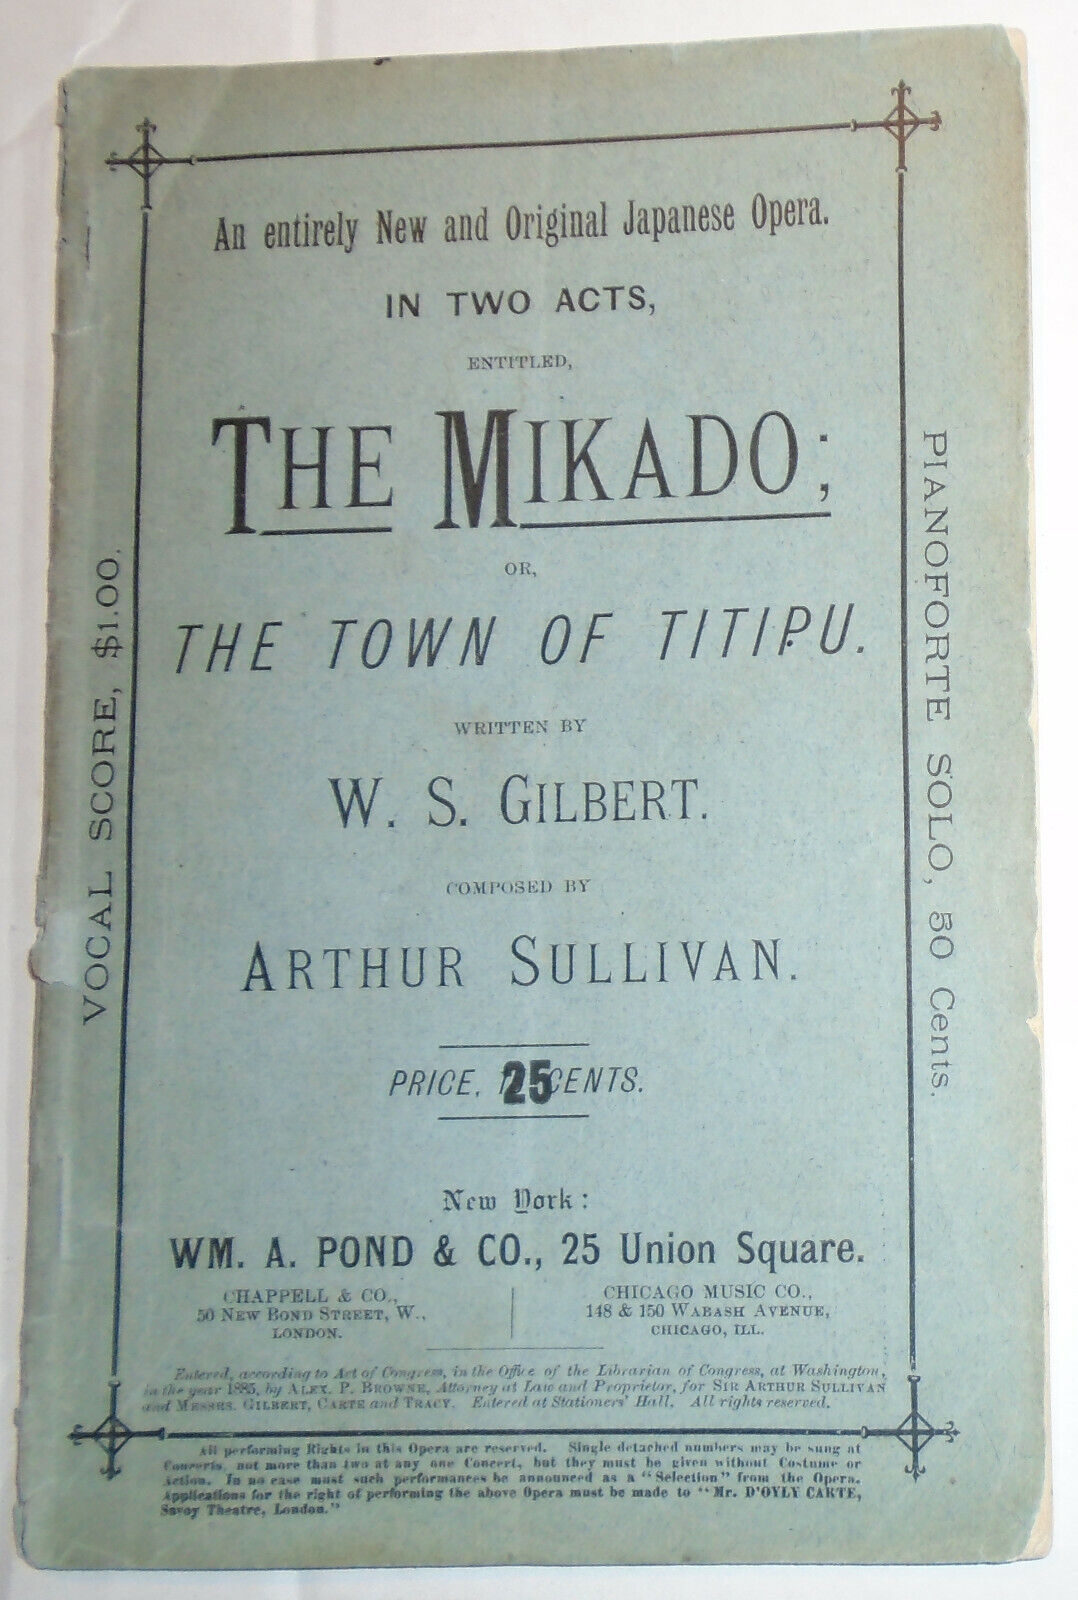 An entirely New and Original Japanese Opera.
IN TWO ACTS,
ENTITLED,
THE MIKADO;
OR,
THE TOWN OF TITIPU.
WRITTEN BY
W. S. GILBERT.
COMPOSED BY
ARTHUR SULLIVAN.
PRICE, 25 CENTS.
New York:
WM. A. POND & CO., 25 Union Square.
CHAPPELL & CO.,
50 NEW BOND STREET, W.,
LONDON.
CHICAGO MUSIC CO.,
148 & 150 WABASH AVENUE,
CHICAGO, ILL.
Entered, according to Act of Congress, in the Office of the Librarian of Congress, at Washington,
in the year 1885, by ALEX. P. BROWNE, Attorney at Law and Proprietor, for SIR ARTHUR SULLIVAN
and MESSRS. GILBERT, CARTE and TRACY. Entered at Stationers' Hall. All rights reserved.
All performing Rights in this Opera are reserved. Single detached numbers may be sung at
Concerts, not more than two at any one Concert, but they must be given without Costume or
Action. In no case must such performances be announced as a "Selection" from the Opera.
Applications for the right of performing the above Opera must be made to "Mr. D'OYLY CARTE,
Savoy Theatre, London."
VOCAL SCORE, $1.00.
PIANOFORTE SOLO, 50 Cents.